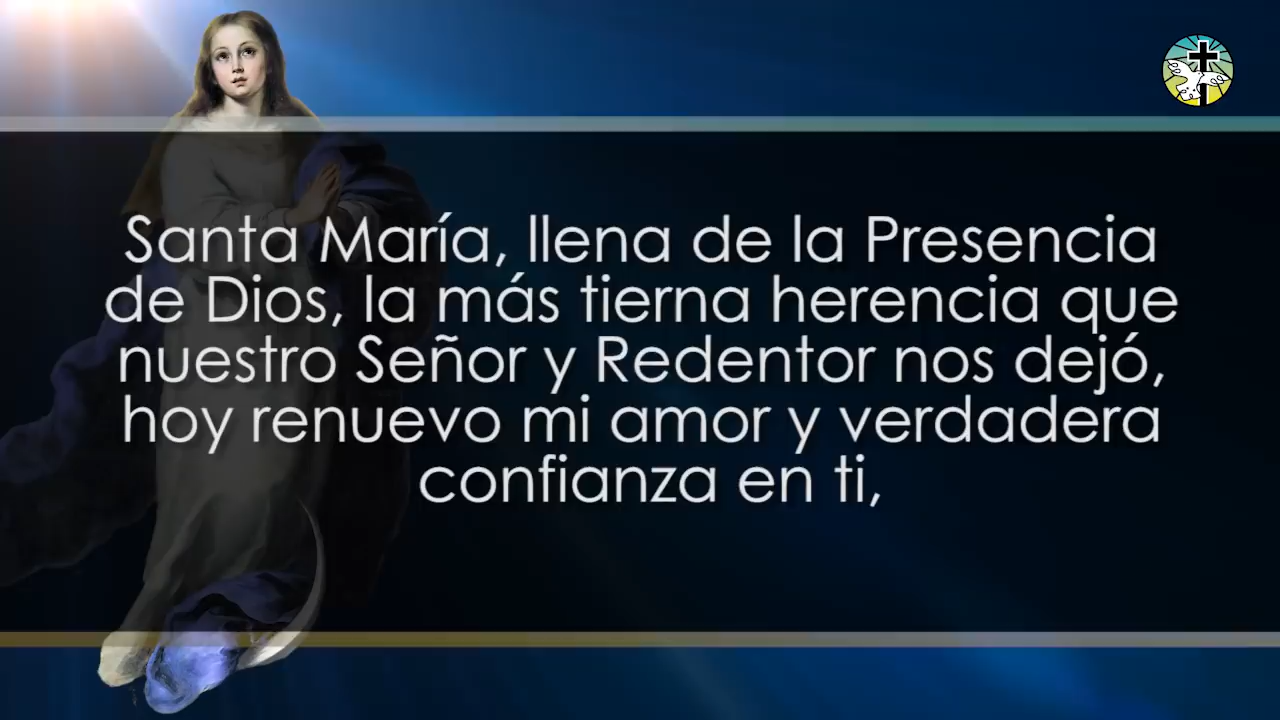 Santa María, llena de la Presencia
de Dios, la más tierna herencia que
nuestro Señor y Redentor nos dejó,
hoy renuevo mi amor y verdadera
confianza en ti,